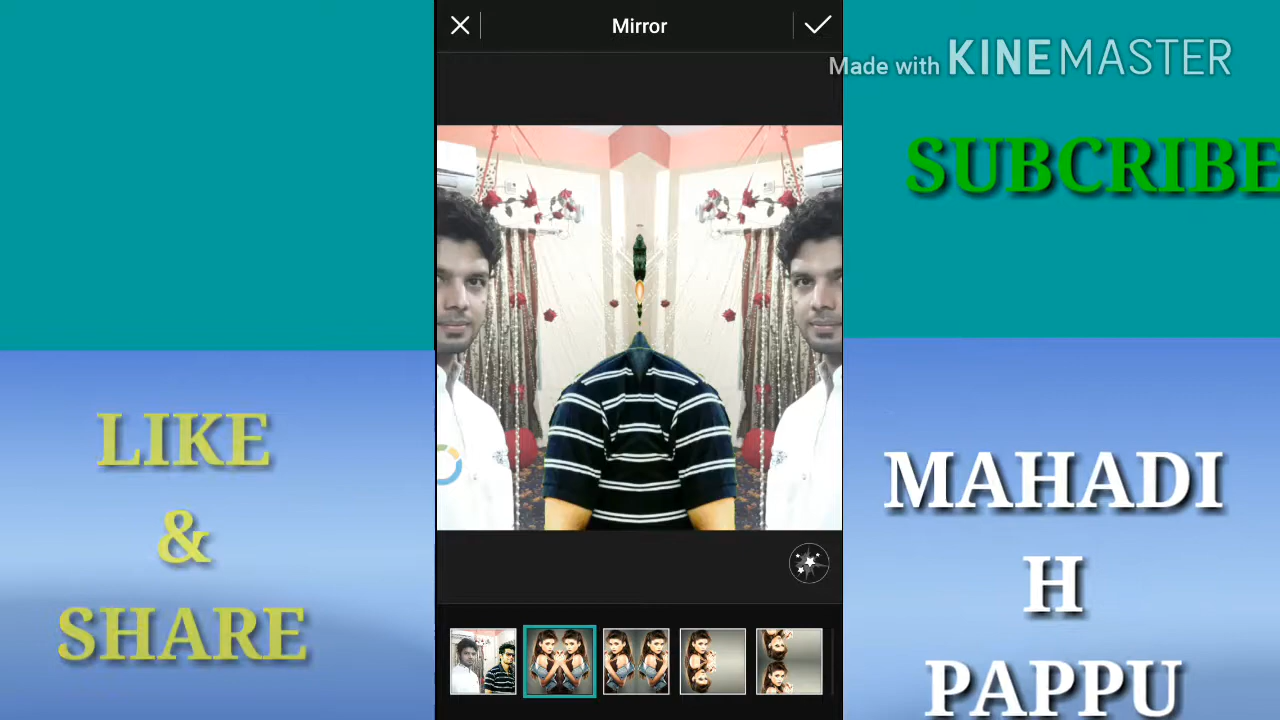 Mirror
Made with KINEMASTER
SUBCRIBE
LIKE
&
SHARE
MAHADI
H
PAPPU